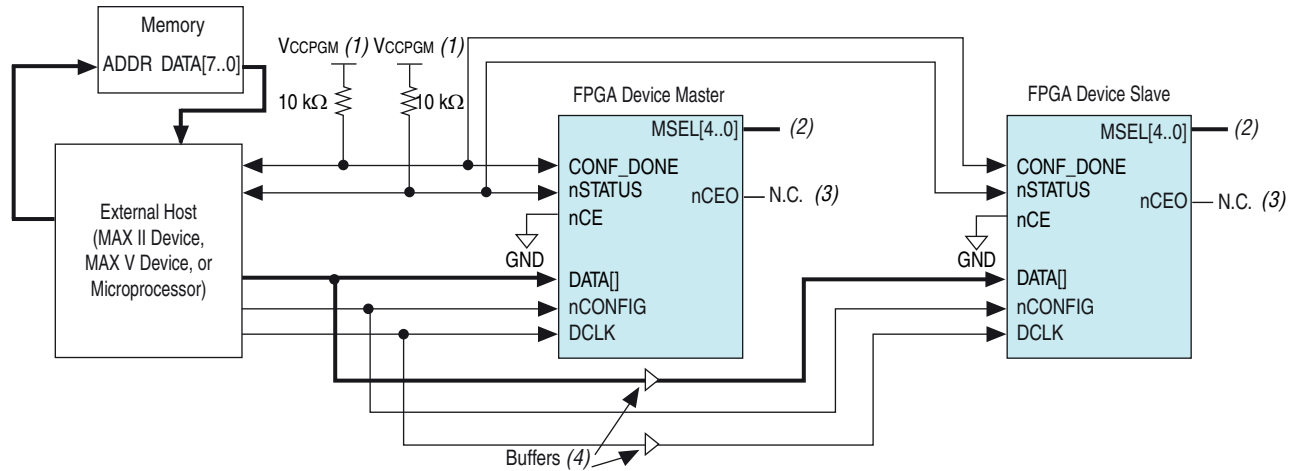 Memory
ADDR DATA[7..0]
VCCPGM (1)
VCCPGM (1)
10 kΩ
10 kΩ
External Host
(MAX II Device,
MAX V Device, or
Microprocessor)
FPGA Device Master
MSEL[4..0]
(2)
CONF_DONE
nSTATUS
nCE
nCEO
N.C. (3)
GND
DATA[]
nCONFIG
DCLK
FPGA Device Slave
MSEL[4..0]
(2)
CONF_DONE
nSTATUS
nCE
nCEO
N.C. (3)
GND
DATA[]
nCONFIG
DCLK
Buffers (4)